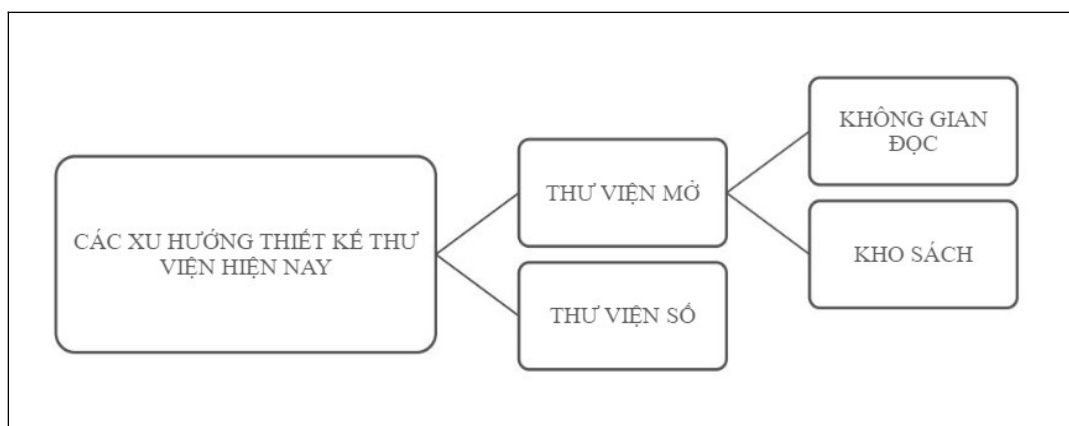 CÁC XU HƯỚNG THIẾT KẾ THƯ
VIỆN HIỆN NAY
THƯ VIỆN MỞ
THƯ VIỆN SỐ
KHÔNG GIAN
ĐỌC
KHO SÁCH